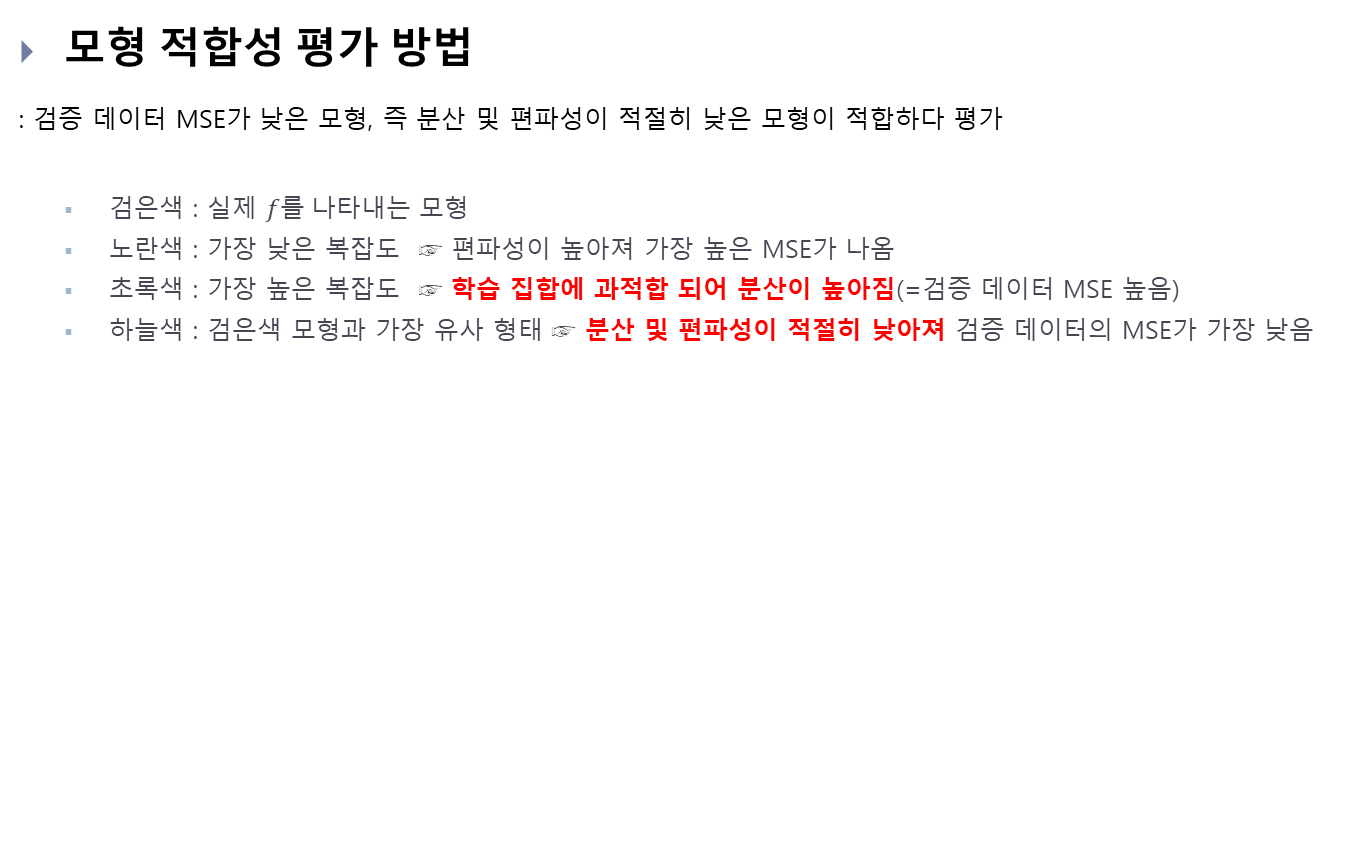 모형 적합성 평가 방법
: 검증 데이터 MSE가 낮은 모형, 즉 분산 및 편파성이 적절히 낮은 모형이 적합하다 평가
▪ 검은색 : 실제 f를 나타내는 모형
▪ 노란색 : 가장 낮은 복잡도 ☞ 편파성이 높아져 가장 높은 MSE가 나옴
▪ 초록색 : 가장 높은 복잡도 ☞ 학습 집합에 과적합 되어 분산이 높아짐(=검증 데이터 MSE 높음)
▪ 하늘색 : 검은색 모형과 가장 유사 형태 ☞ 분산 및 편파성이 적절히 낮아져 검증 데이터의 MSE가 가장 낮음